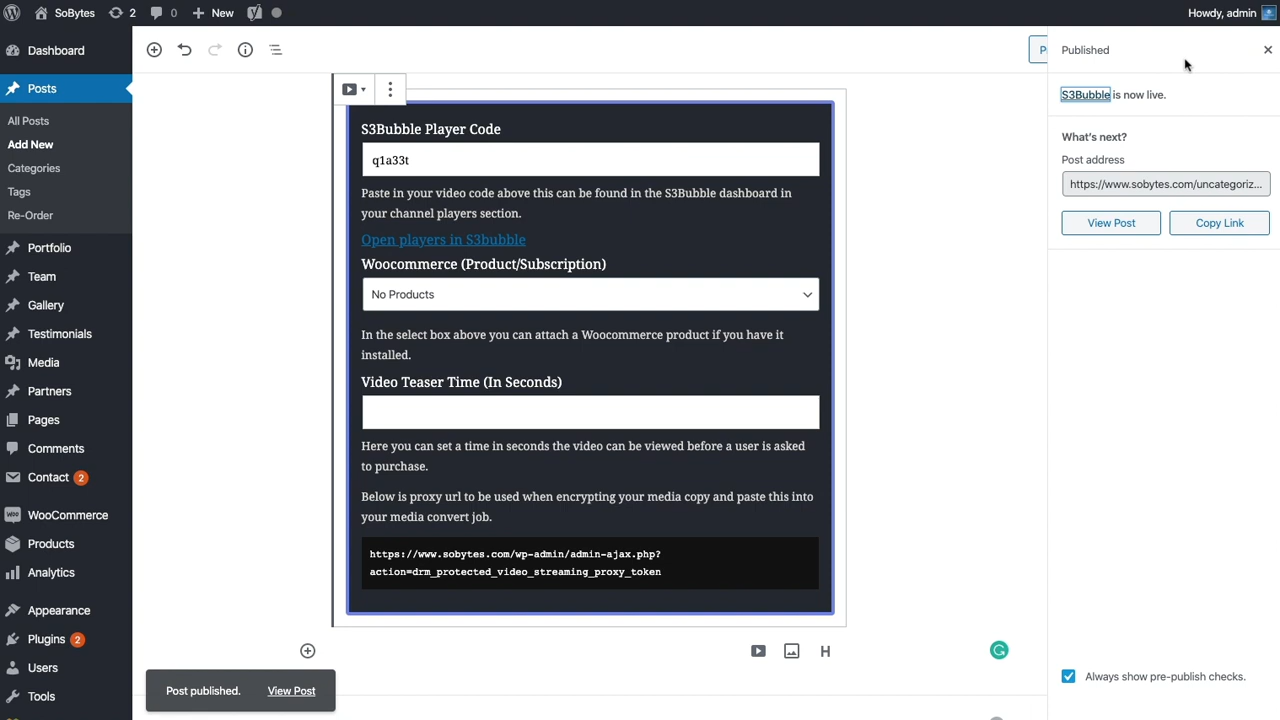 SoBytes 2 0 New Howdy, admin
Dashboard
Posts
All Posts
Add New
Categories
Tags
Re-Order
Portfolio
Team
Gallery
Testimonials
Media
Partners
Pages
Comments
Contact 2
WooCommerce
Products
Analytics
Appearance
Plugins 2
Users
Tools
S3Bubble Player Code
q1a33t
Paste in your video code above this can be found in the S3Bubble dashboard in
your channel players section.
Open players in S3bubble
Woocommerce (Product/Subscription)
No Products
In the select box above you can attach a Woocommerce product if you have it
installed.
Video Teaser Time (In Seconds)
Here you can set a time in seconds the video can be viewed before a user is asked
to purchase.
Below is proxy url to be used when encrypting your media copy and paste this into
your media convert job.
https://www.sobytes.com/wp-admin/admin-ajax.php?
action=drm_protected_video_streaming_proxy_token
H
Post published. View Post
Published
S3Bubble is now live.
What's next?
Post address
https://www.sobytes.com/uncategoriz...
View Post Copy Link
Always show pre-publish checks.